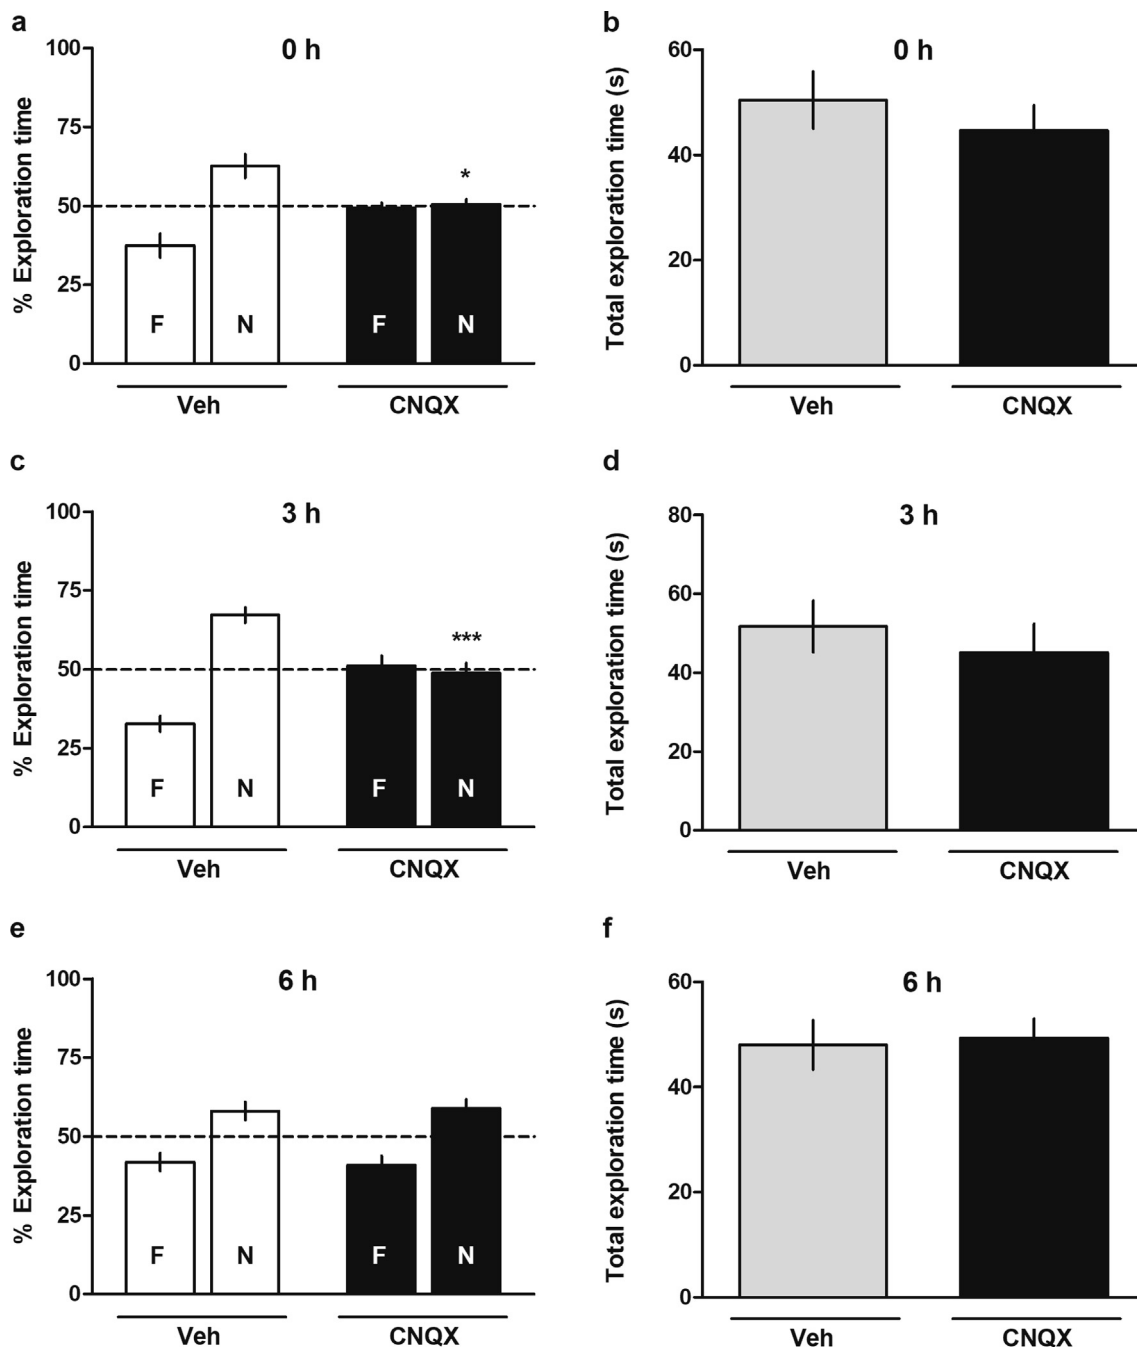 a
0 h
% Exploration time
100
75
50
25
0
*
F N F N
Veh CNQX
b
0 h
Total exploration time (s)
60
40
20
0
Veh CNQX
c
3 h
% Exploration time
100
75
50
25
0
***
F N F N
Veh CNQX
d
3 h
Total exploration time (s)
80
60
40
20
0
Veh CNQX
e
6 h
% Exploration time
100
75
50
25
0
F N F N
Veh CNQX
f
6 h
Total exploration time (s)
60
40
20
0
Veh CNQX